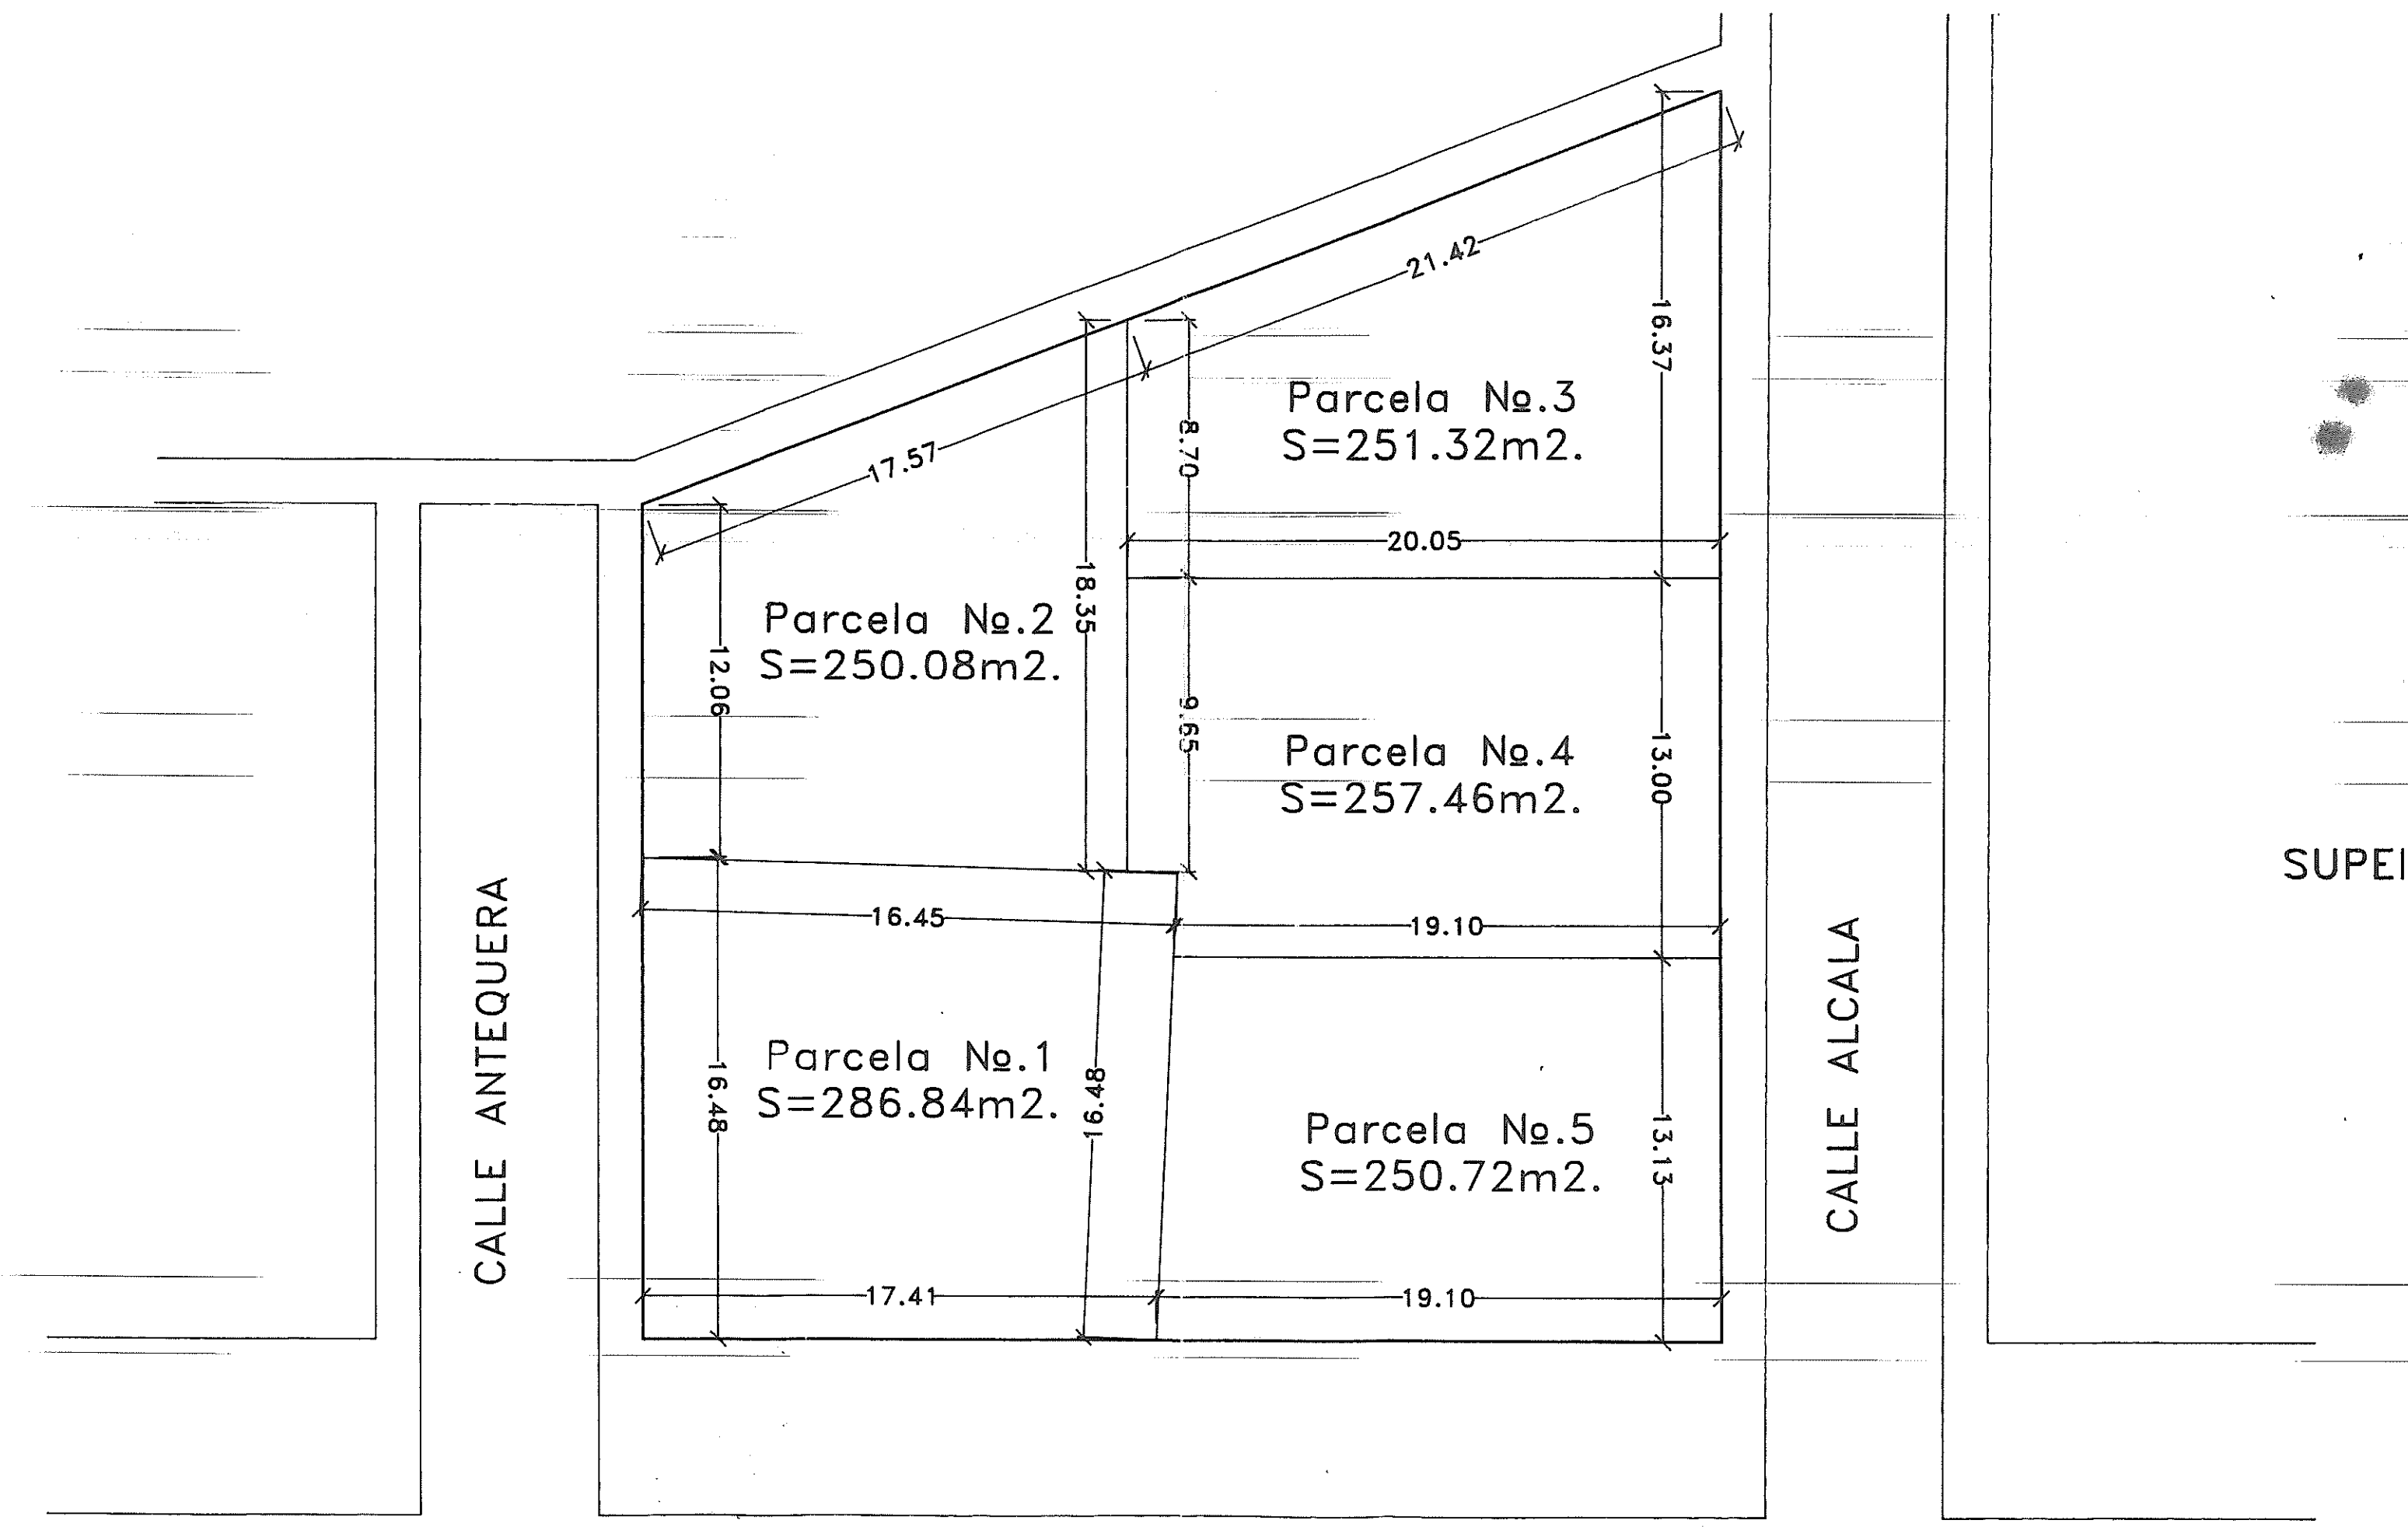 21.42
16.37
Parcela №.3
S=251.32m2.
8.70
17.57
20.05
18.35
Parcela №.2
S=250.08m2.
12.06
9.65
Parcela №.4
S=257.46m2.
13.00
SUPE
16.45
19.10
CALLE ANTEQUERA
CALLE ALCALA
Parcela №.1
S=286.84m2.
16.48
16.48
Parcela №.5
S=250.72m2.
13.13
17.41
19.10